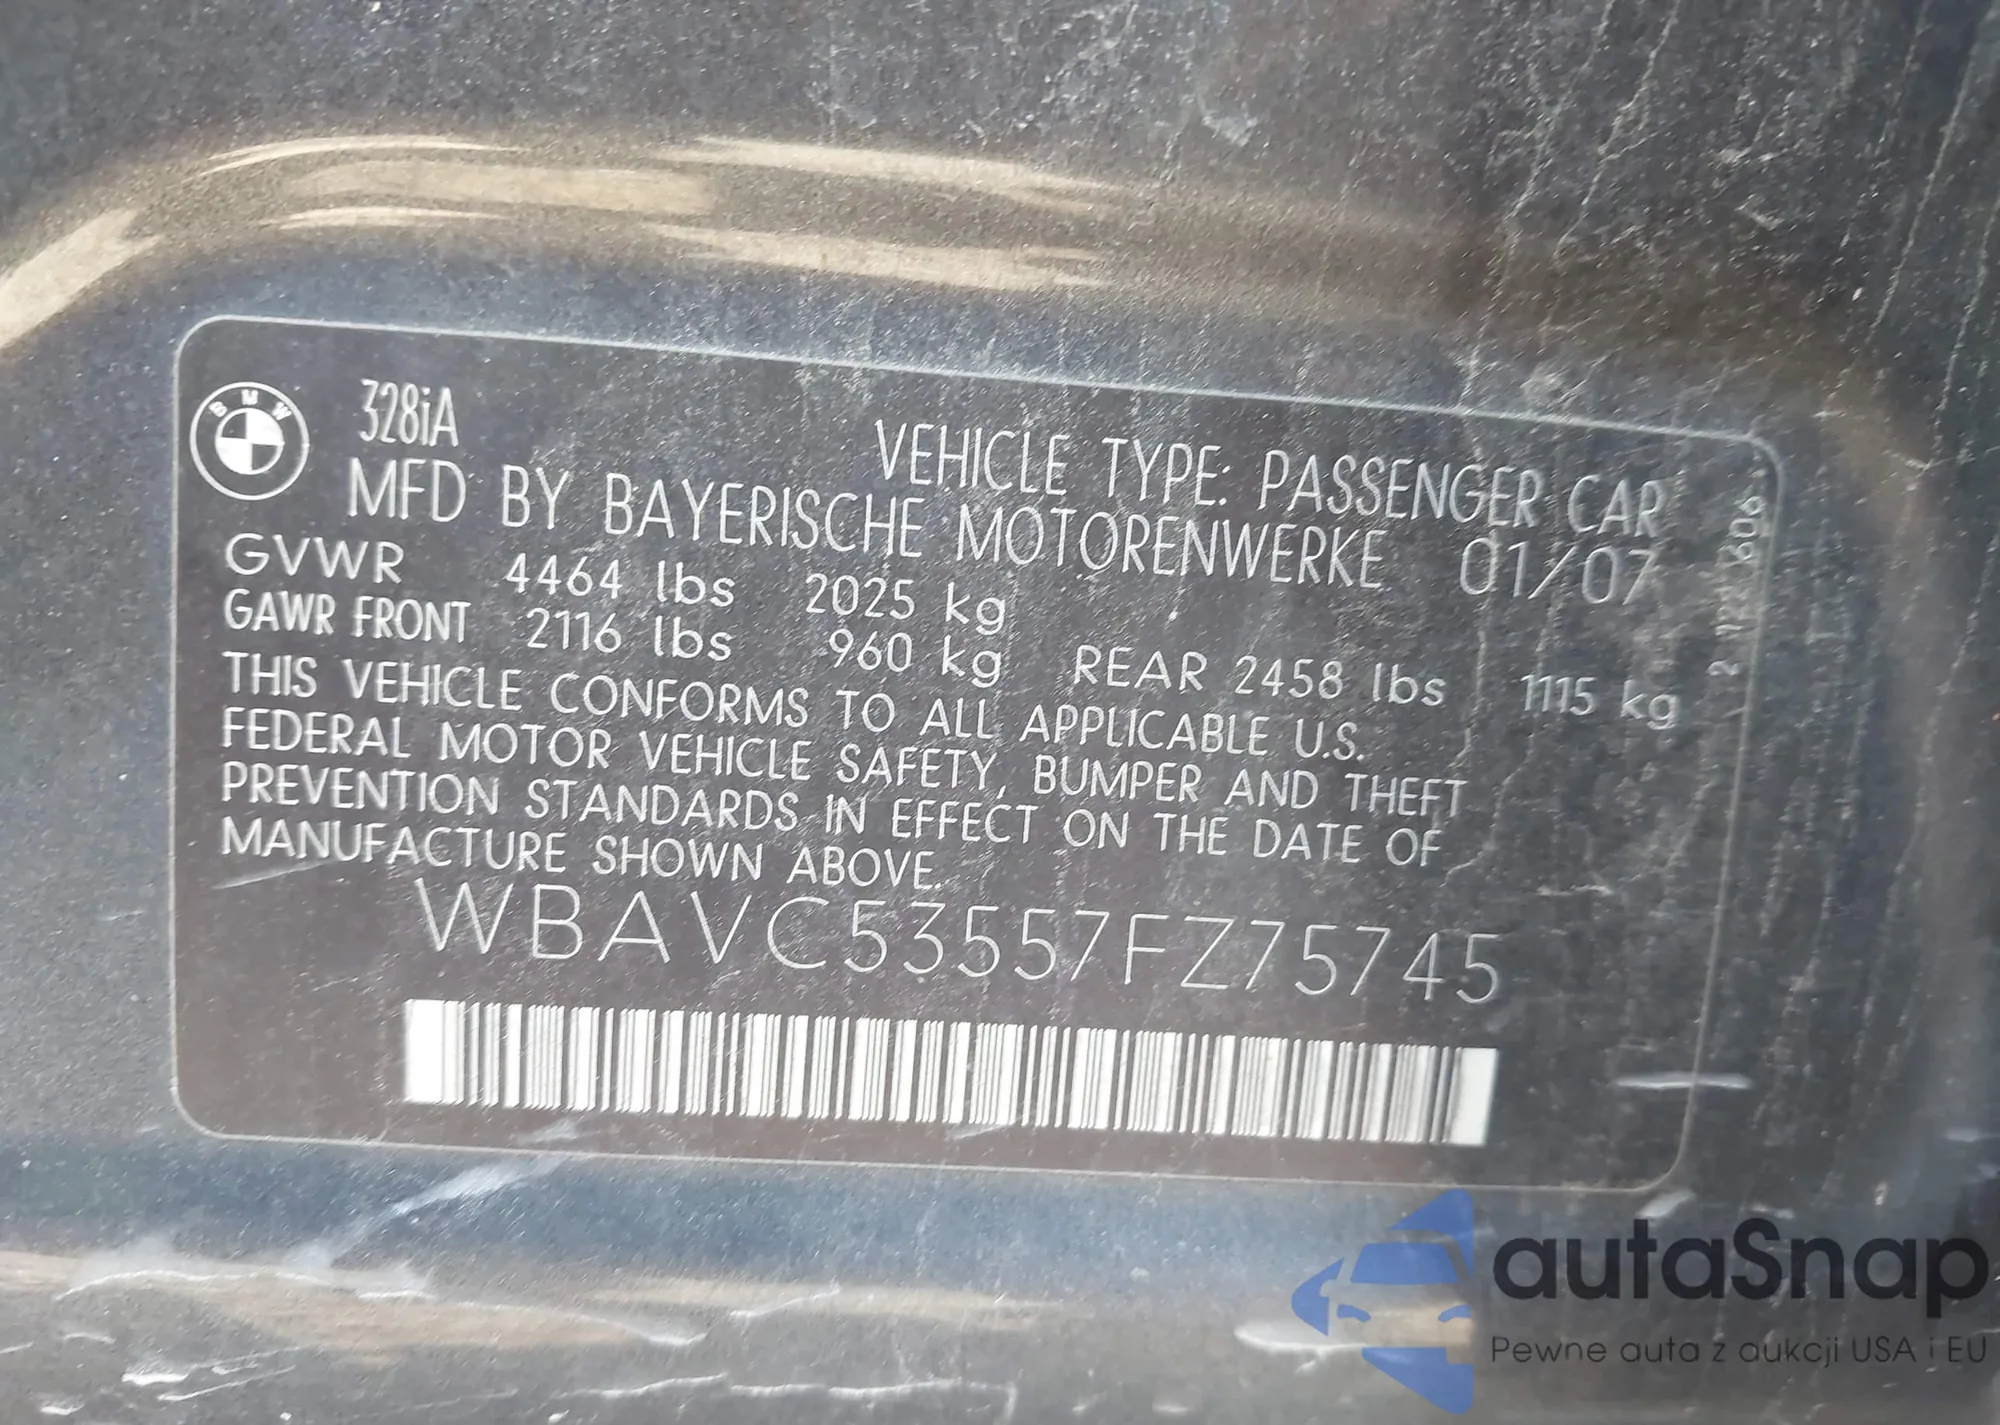 BMW
328iA
VEHICLE TYPE: PASSENGER CAR
MFD BY BAYERISCHE MOTORENWERKE 01/07
GVWR 4464 lbs 2025 kg
GAWR FRONT 2116 lbs 960 kg REAR 2458 lbs 1115 kg
THIS VEHICLE CONFORMS TO ALL APPLICABLE U.S.
FEDERAL MOTOR VEHICLE SAFETY, BUMPER AND THEFT
PREVENTION STANDARDS IN EFFECT ON THE DATE OF
MANUFACTURE SHOWN ABOVE.
WBAVC53557FZ75745
autaSnap
Pewne auta z aukcji USA i EU